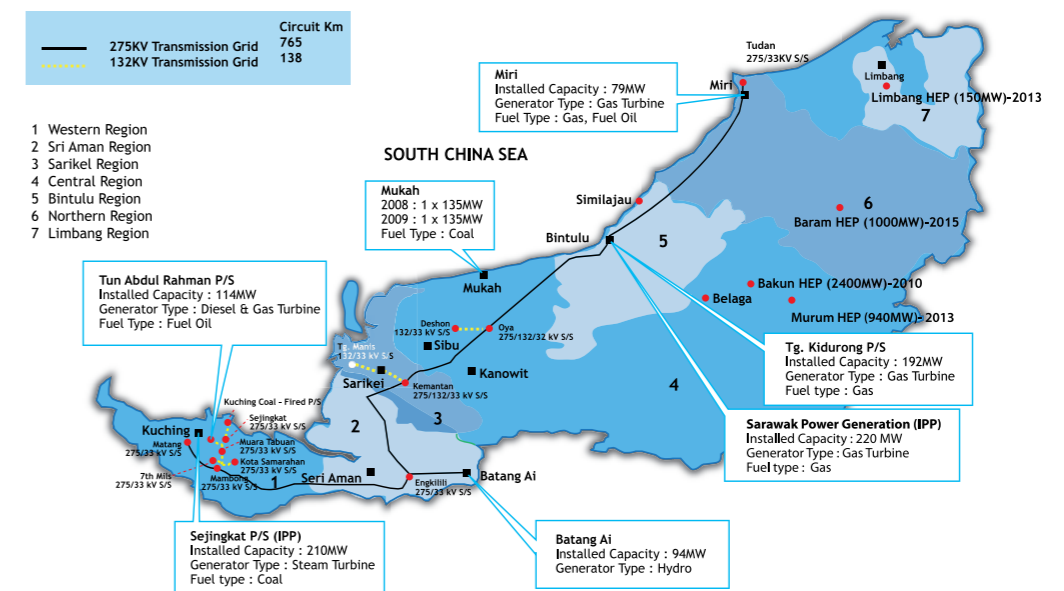 Circuit Km
275KV Transmission Grid 765
132KV Transmission Grid 138
1 Western Region
2 Sri Aman Region
3 Sarikel Region
4 Central Region
5 Bintulu Region
6 Northern Region
7 Limbang Region
SOUTH CHINA SEA
Tudan
275/33KV S/S
Miri
Miri
Installed Capacity : 79MW
Generator Type : Gas Turbine
Fuel Type : Gas, Fuel Oil
Limbang
Limbang HEP (150MW)-2013
7
Mukah
2008 : 1 x 135MW
2009 : 1 x 135MW
Fuel Type : Coal
Similajau
6
Baram HEP (1000MW)-2015
Bintulu
5
Mukah
Bakun HEP (2400MW)-2010
Belaga
Murum HEP (940MW)-2013
Tun Abdul Rahman P/S
Installed Capacity : 114MW
Generator Type : Diesel & Gas Turbine
Fuel Type : Fuel Oil
Deshon
132/33 kV S/S
Oya
275/132/32 kV S/S
Sibu
Tg. Manis
132/33 kV S/S
Sarikei
Kanowit
Kemantan
275/132/33 kV S/S
4
3
2
Tg. Kidurong P/S
Installed Capacity : 192MW
Generator Type : Gas Turbine
Fuel type : Gas
Sarawak Power Generation (IPP)
Installed Capacity : 220 MW
Generator Type : Gas Turbine
Fuel type : Gas
Kuching Coal - Fired P/S
Sejingkat
275/33 kV S/S
Kuching
Matang
275/33 kV S/S
Muara Tabuan
275/33 kV S/S
Kota Samarahan
275/33 kV S/S
7th Mils
275/33 kV S/S
Mambong
275/33 kV S/S
1
Seri Aman
Engkilili
275/33 kV S/S
Batang Ai
Sejingkat P/S (IPP)
Installed Capacity : 210MW
Generator Type : Steam Turbine
Fuel type : Coal
Batang Ai
Installed Capacity : 94MW
Generator Type : Hydro